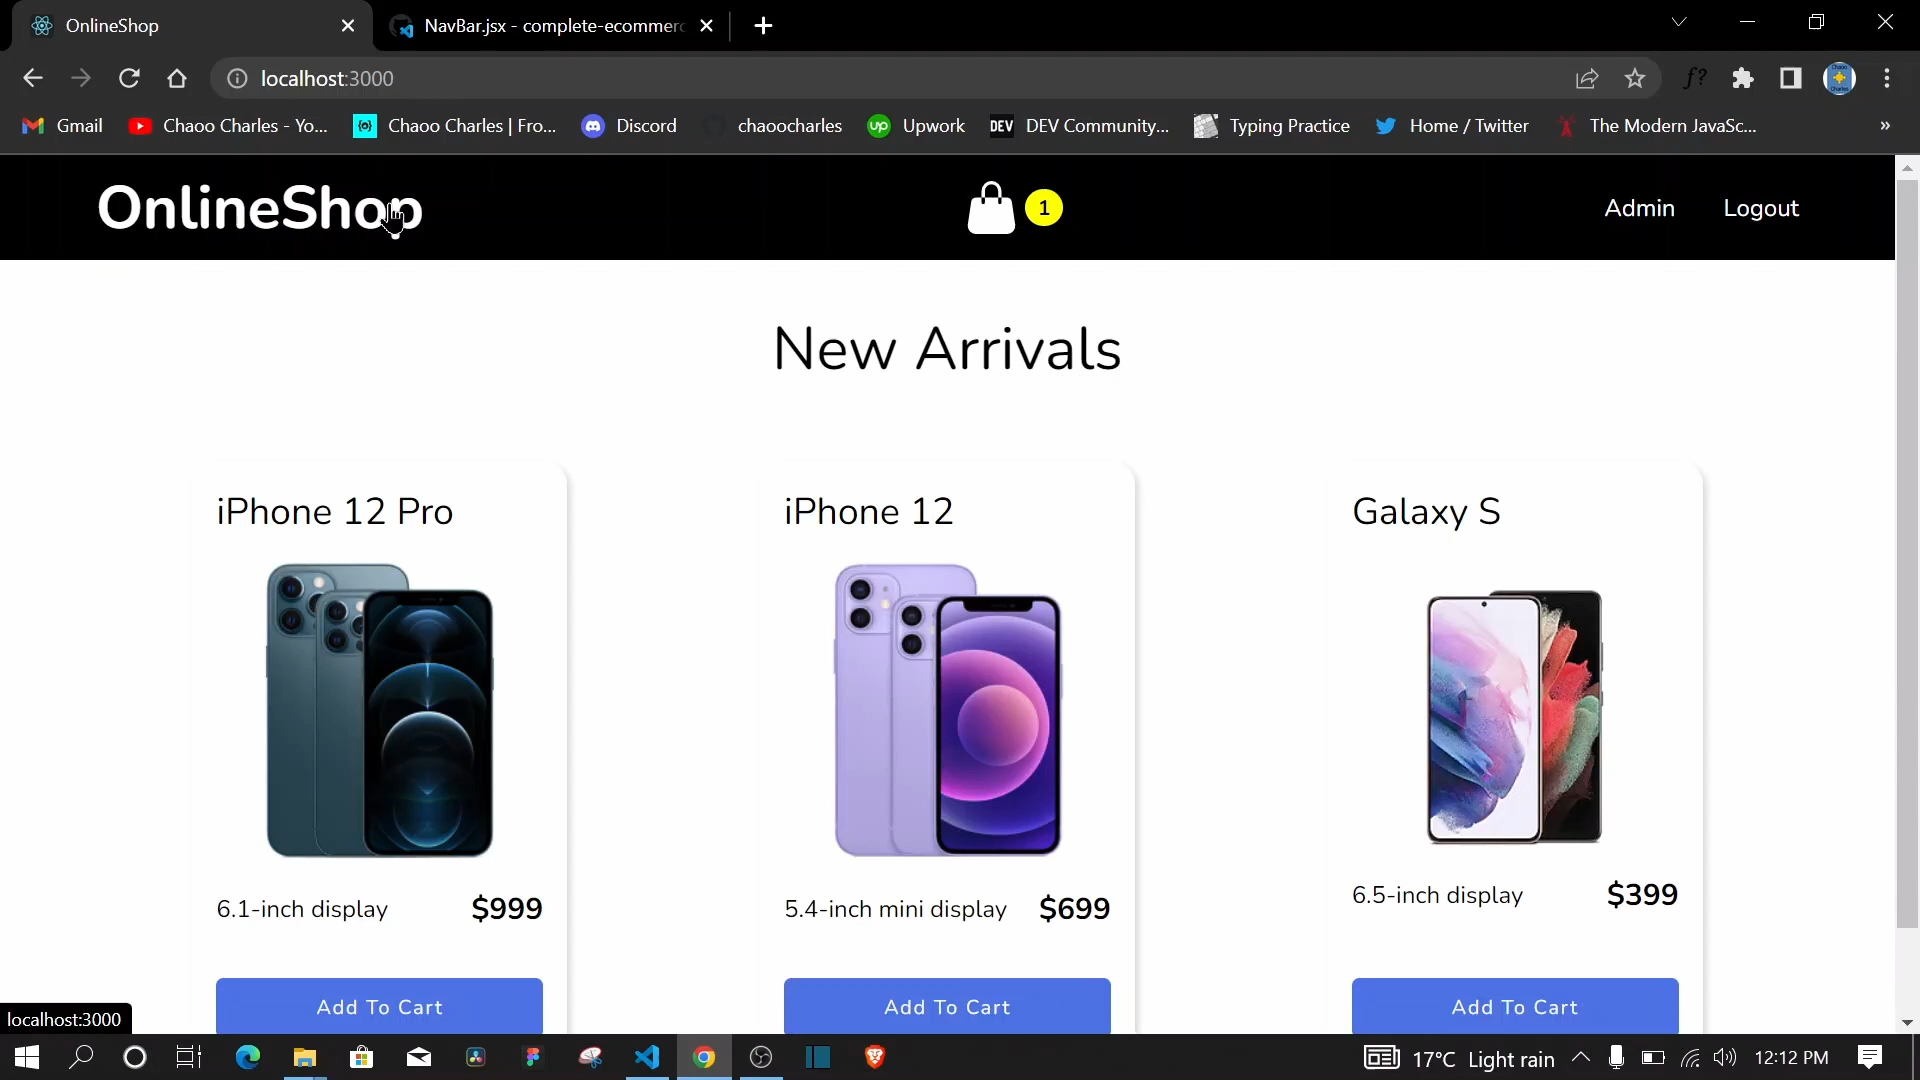 OnlineShop
NavBar.jsx - complete-ecommerc
localhost:3000
Gmail
Chaoo Charles - Yo...
Chaoo Charles | Fro...
Discord
chaoocharles
Upwork
DEV Community...
Typing Practice
Home / Twitter
The Modern JavaSc...
»
OnlineShop
1
Admin
Logout
New Arrivals
iPhone 12 Pro
iPhone 12
Galaxy S
6.1-inch display
$999
5.4-inch mini display
$699
6.5-inch display
$399
Add To Cart
Add To Cart
Add To Cart
localhost:3000
17°C Light rain
12:12 PM